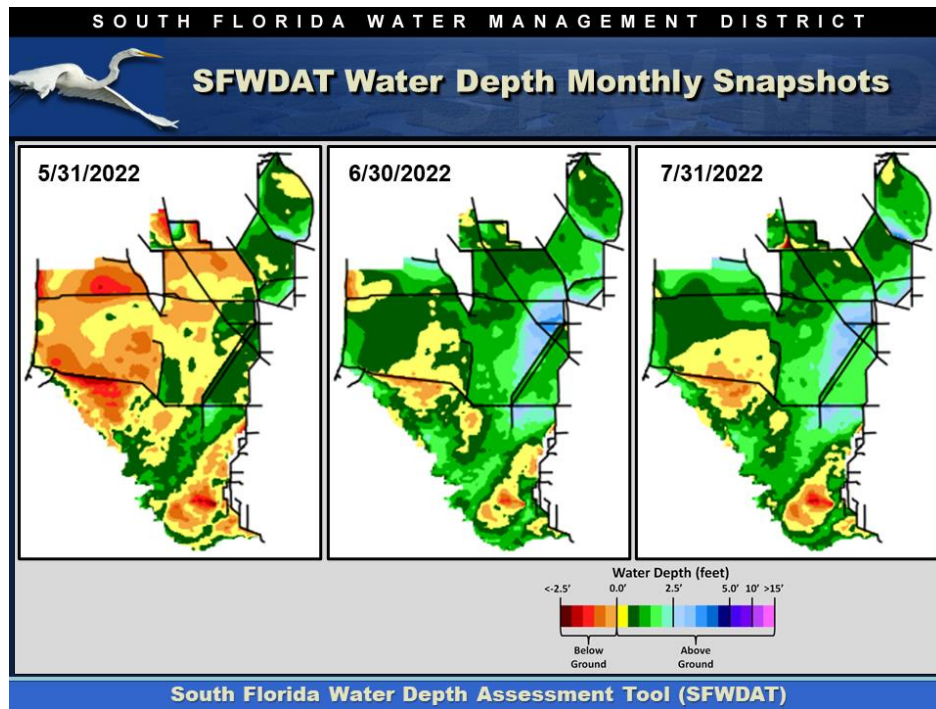 SOUTH FLORIDA WATER MANAGEMENT DISTRICT
SFWDAT Water Depth Monthly Snapshots
5/31/2022
6/30/2022
7/31/2022
Water Depth (feet)
<-2.5' 0.0' 2.5' 5.0' 10' >15'
Below Ground
Above Ground
South Florida Water Depth Assessment Tool (SFWDAT)